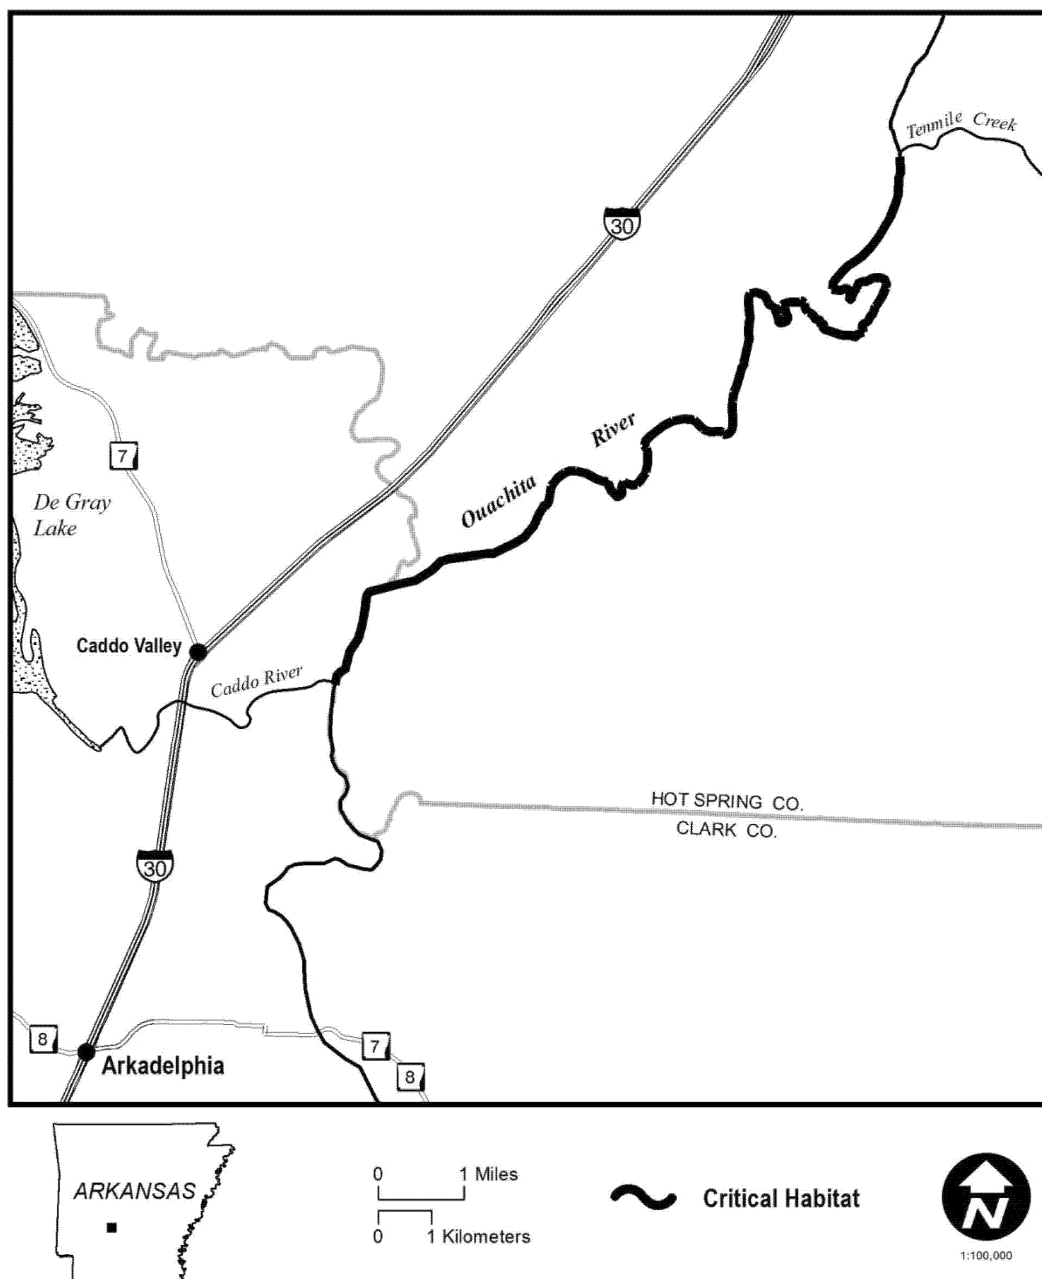 Tenmile Creek
30
7
River
Ouachita
De Gray
Lake
Caddo Valley
Caddo River
HOT SPRING CO.
CLARK CO.
30
8
7
Arkadelphia
8
ARKANSAS
0 1 Miles
0 1 Kilometers
Critical Habitat
N
1:100,000